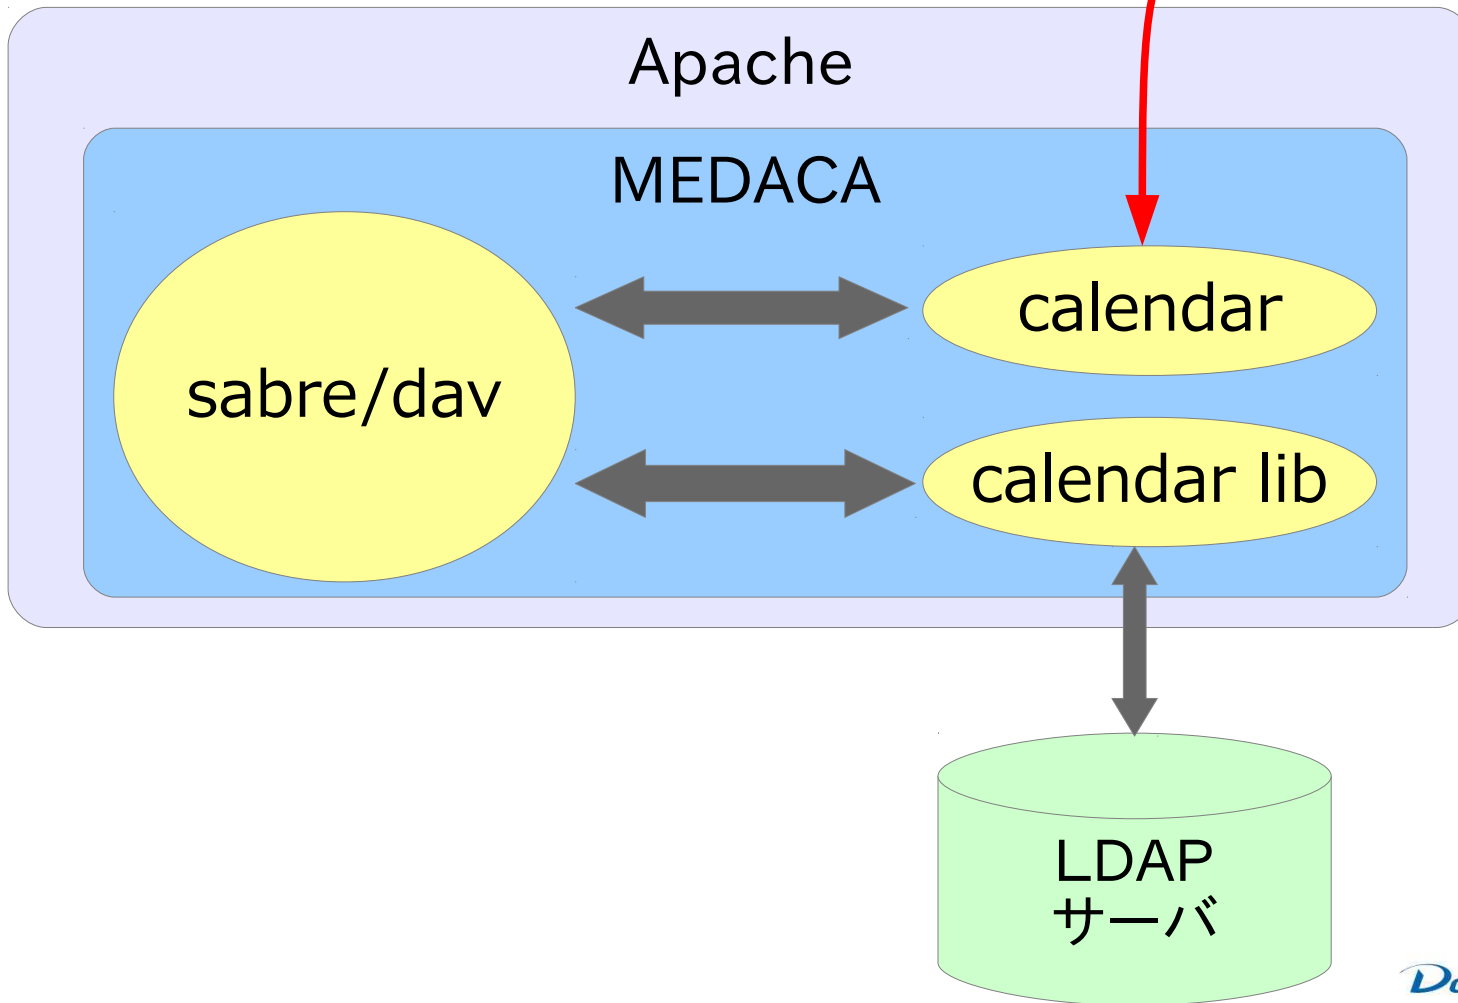 Apache
MEDACA
calendar
sabre/dav
calendar lib
LDAP
サーバ